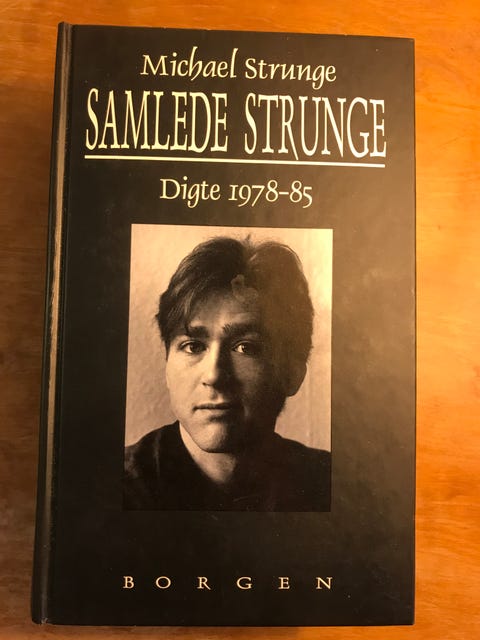 Michael Strunge
SAMLEDE STRUNGE
Digte 1978-85
BORGEN